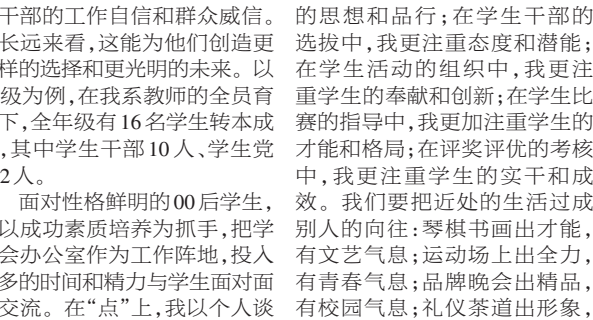 干部的工作自信和群众威信。
长远来看,这能为他们创造更
样的选择和更光明的未来。以
级为例,在我系教师的全员育
下,全年级有16名学生转本成
,其中学生干部10人、学生党
2人。
面对性格鲜明的00后学生,
以成功素质培养为抓手,把学
会办公室作为工作阵地,投入
多的时间和精力与学生面对面
交流。在“点”上,我以个人谈
的思想和品行;在学生干部的
选拔中,我更注重态度和潜能;
在学生活动的组织中,我更注
重学生的奉献和创新;在学生比
赛的指导中,我更加注重学生的
才能和格局;在评奖评优的考核
中,我更注重学生的实干和成
效。我们要把近处的生活过成
别人的向往:琴棋书画出才能,
有文艺气息;运动场上出全力,
有青春气息;品牌晚会出精品,
有校园气息;礼仪茶道出形象,